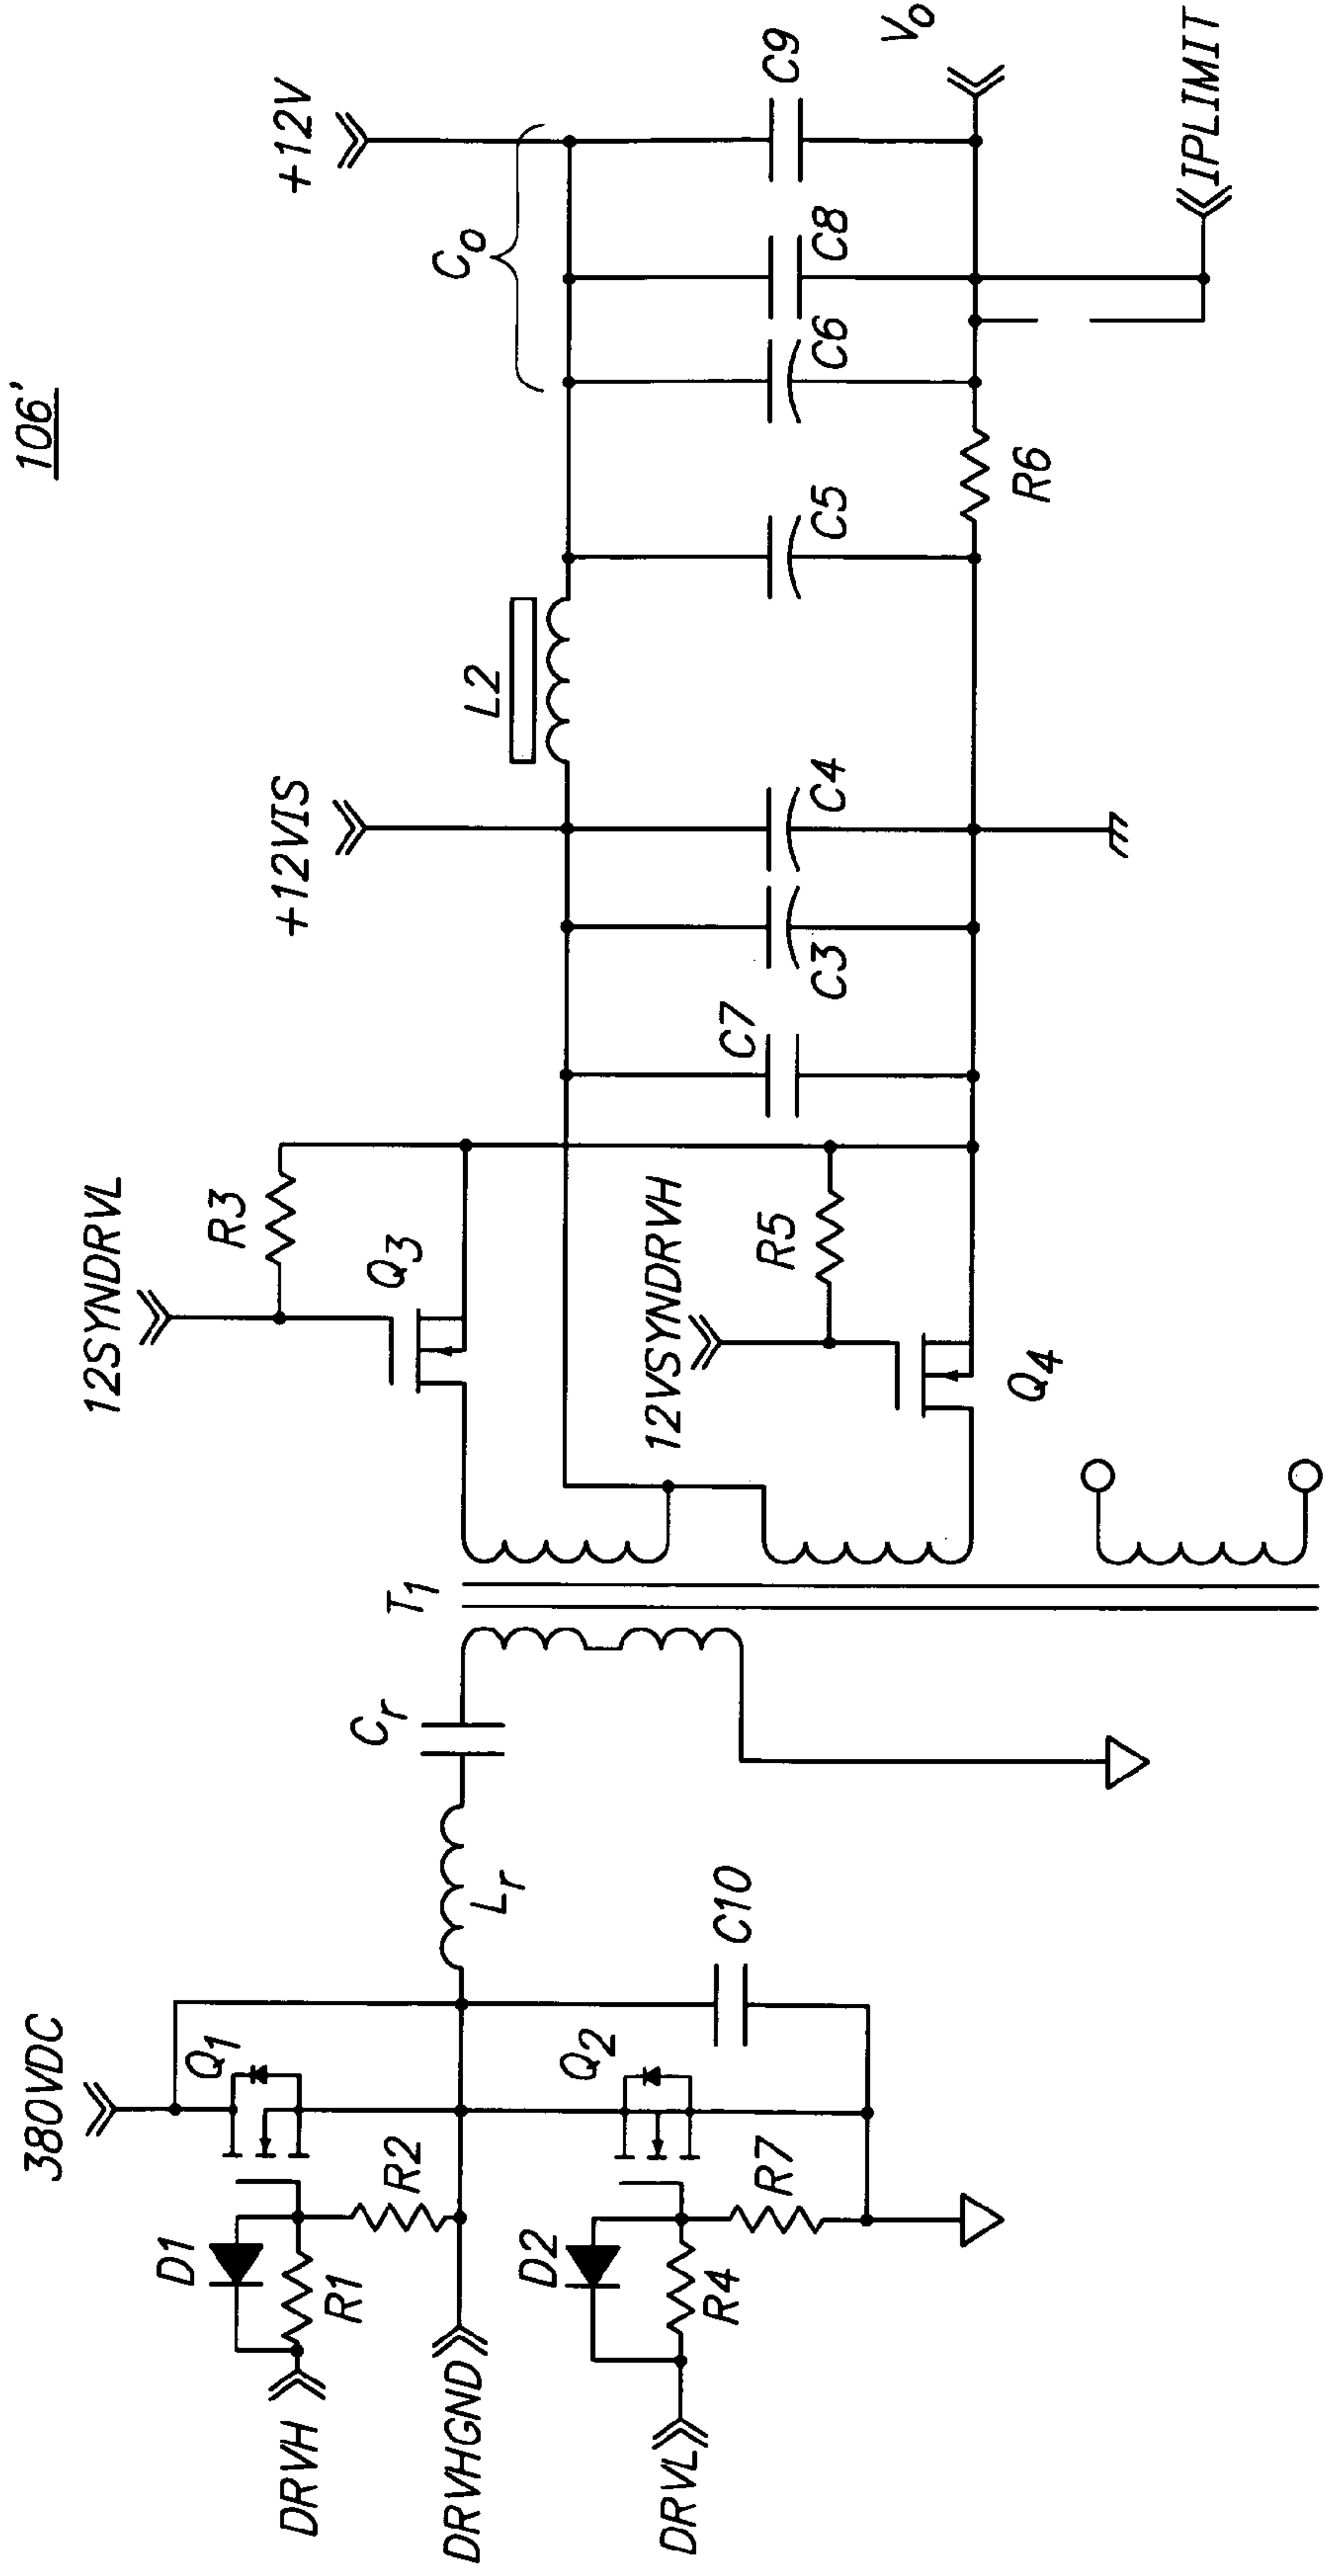 106'
380VDC
Q1
D1
R1
DRVH
R2
DRVHGND
Q2
D2
R4
DRVL
R7
C10
Lr
Cr
T1
12SYNDRVL
R3
Q3
12VSYNDRVH
R5
Q4
C7
C3
C4
+12VIS
L2
C5
R6
Co
C6
C8
C9
+12V
Vo
IPLIMIT